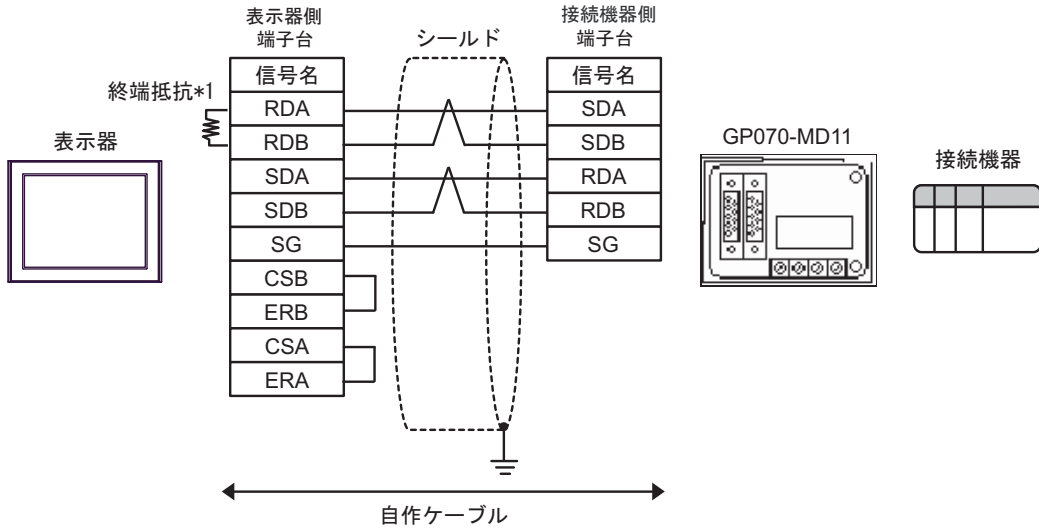 表示器側
端子台
シールド
接続機器側
端子台
終端抵抗*1
信号名
RDA
RDB
SDA
SDB
SG
CSB
ERB
CSA
ERA
信号名
SDA
SDB
RDA
RDB
SG
表示器
GP070-MD11
接続機器
自作ケーブル